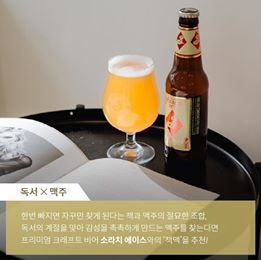 독서 × 맥주
한번 빠지면 자꾸만 찾게 된다는 책과 맥주의 절묘한 조합,
독서의 계절을 맞아 감성을 촉촉하게 만드는 맥주를 찾는다면
프리미엄 크래프트 비어 소라치 에이스와의 '책맥'을 추천!